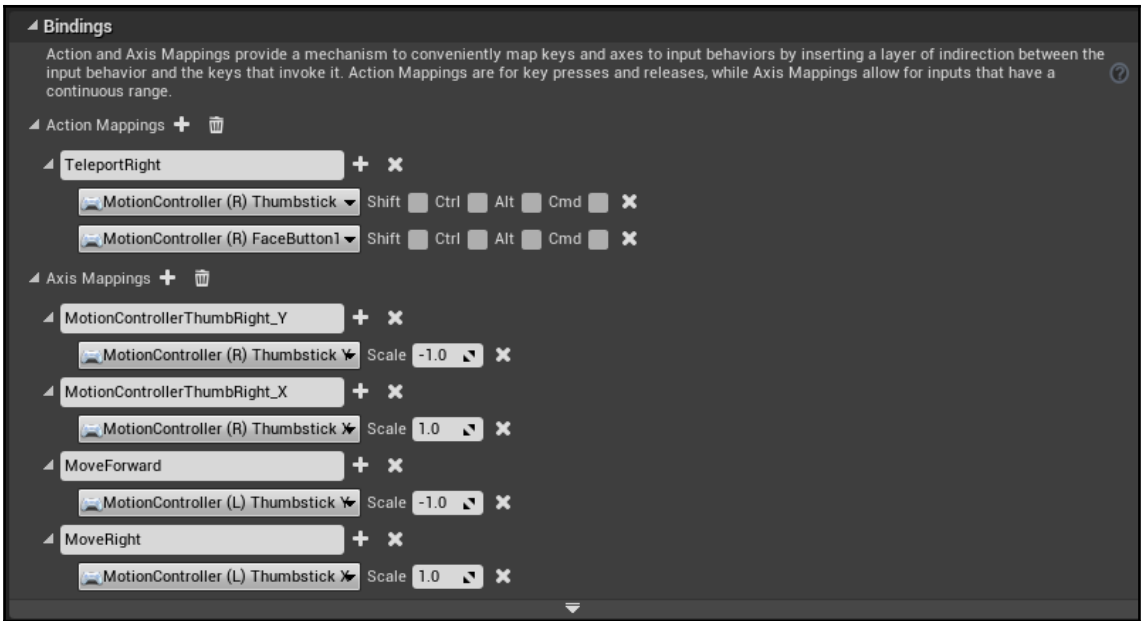 Bindings
Action and Axis Mappings provide a mechanism to conveniently map keys and axes to input behaviors by inserting a layer of indirection between the
input behavior and the keys that invoke it. Action Mappings are for key presses and releases, while Axis Mappings allow for inputs that have a
continuous range.
Action Mappings
TeleportRight
MotionController (R) Thumbstick Shift Ctrl Alt Cmd
MotionController (R) FaceButton1 Shift Ctrl Alt Cmd
Axis Mappings
MotionControllerThumbRight_Y
MotionController (R) Thumbstick Y Scale -1.0
MotionControllerThumbRight_X
MotionController (R) Thumbstick X Scale 1.0
MoveForward
MotionController (L) Thumbstick Y Scale -1.0
MoveRight
MotionController (L) Thumbstick X Scale 1.0